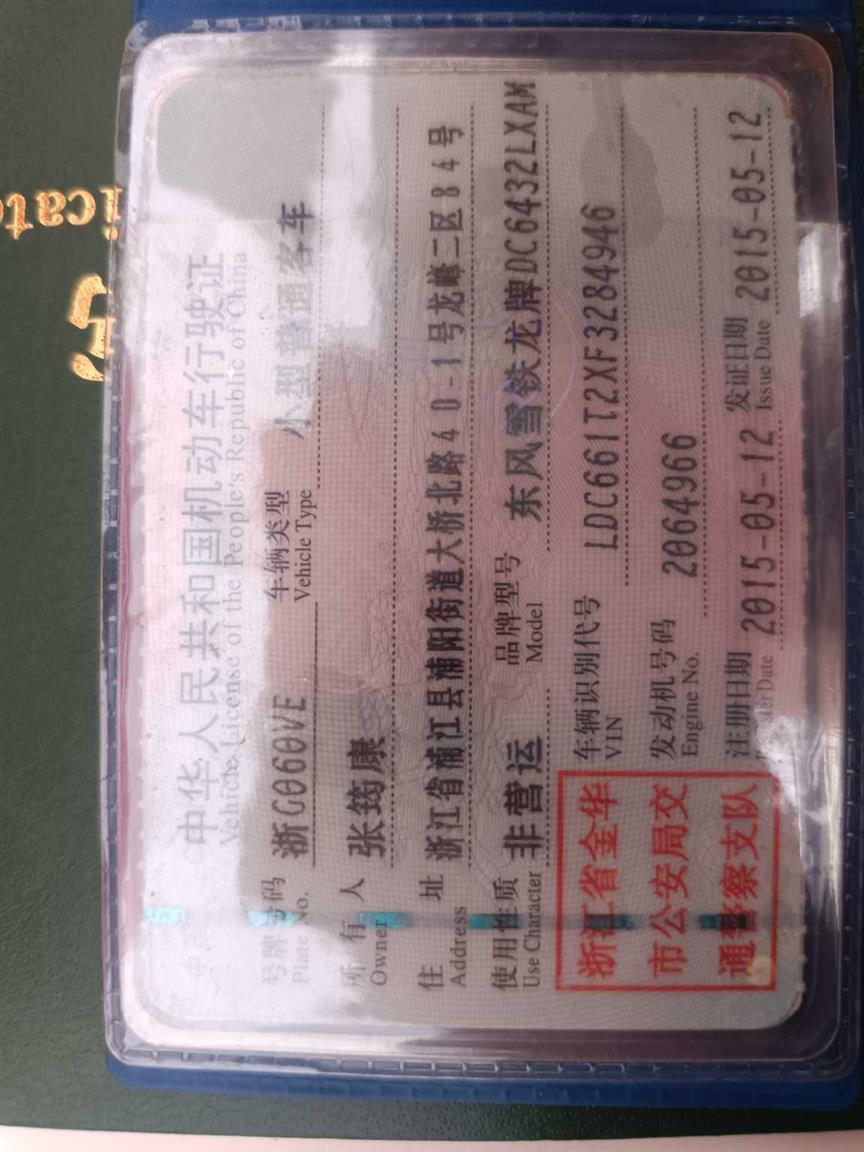 icate
中华人民共和国机动车行驶证
Vehicle License of the People's Republic of China
号牌号码 浙G060VE 车辆类型 小型普通客车
Plate No. Vehicle Type
所有人 张筠康
Owner
住址 浙江省浦江县浦阳街道大桥北路40-1号龙峰二区84号
Address
使用性质 非营运 品牌型号 东风雪铁龙牌DC6432LXAM
Use Character Model
浙江省金华
市公安局交
通警察支队
车辆识别代号 LDC661T2XF3284946
VIN
发动机号码 2064966
Engine No.
注册日期 2015-05-12 发证日期 2015-05-12
Register Date Issue Date